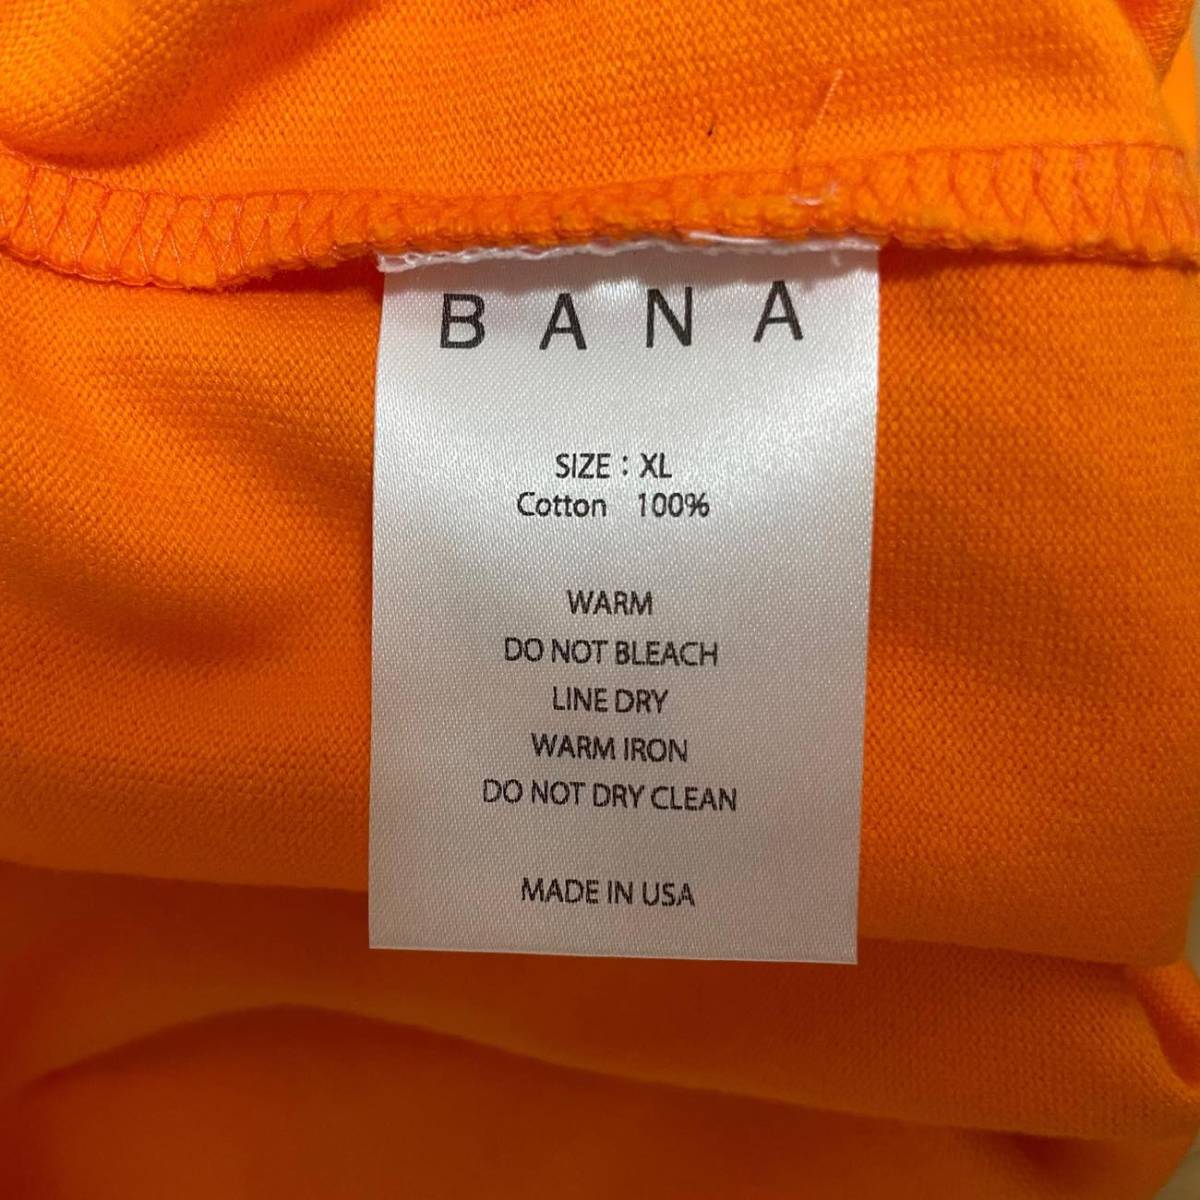 B A N A
SIZE : XL
Cotton 100%
WARM
DO NOT BLEACH
LINE DRY
WARM IRON
DO NOT DRY CLEAN
MADE IN USA